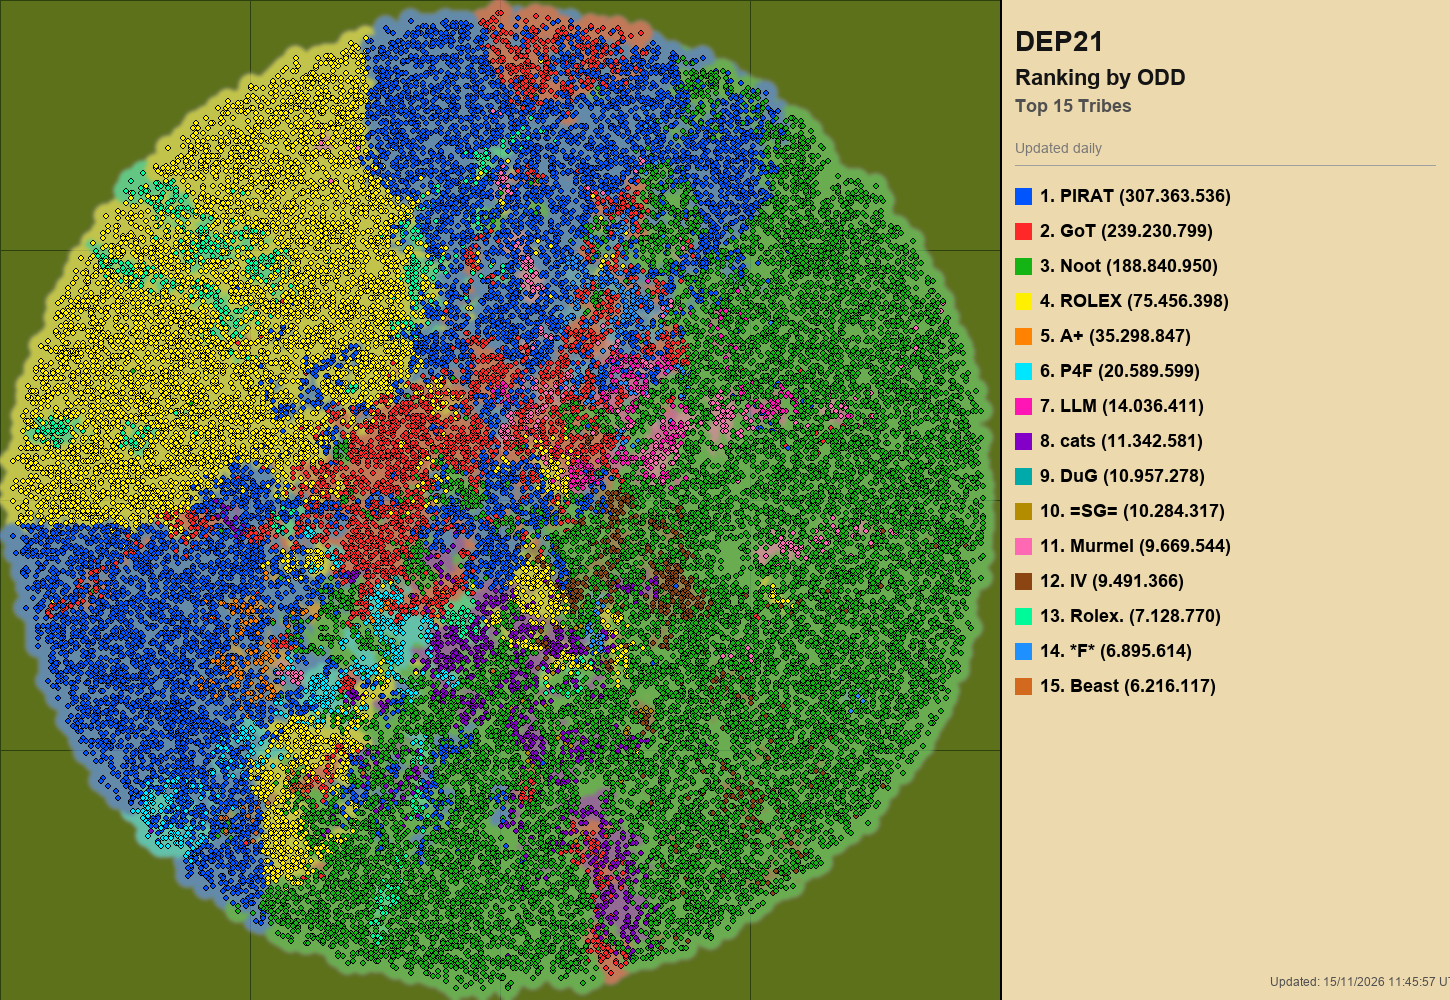 DEP21
Ranking by ODD
Top 15 Tribes
Updated daily
1. PIRAT (307.363.536)
2. GoT (239.230.799)
3. Noot (188.840.950)
4. ROLEX (75.456.398)
5. A+ (35.298.847)
6. P4F (20.589.599)
7. LLM (14.036.411)
8. cats (11.342.581)
9. DuG (10.957.278)
10. =SG= (10.284.317)
11. Murmel (9.669.544)
12. IV (9.491.366)
13. Rolex. (7.128.770)
14. *F* (6.895.614)
15. Beast (6.216.117)
Updated: 15/11/2026 11:45:57 U